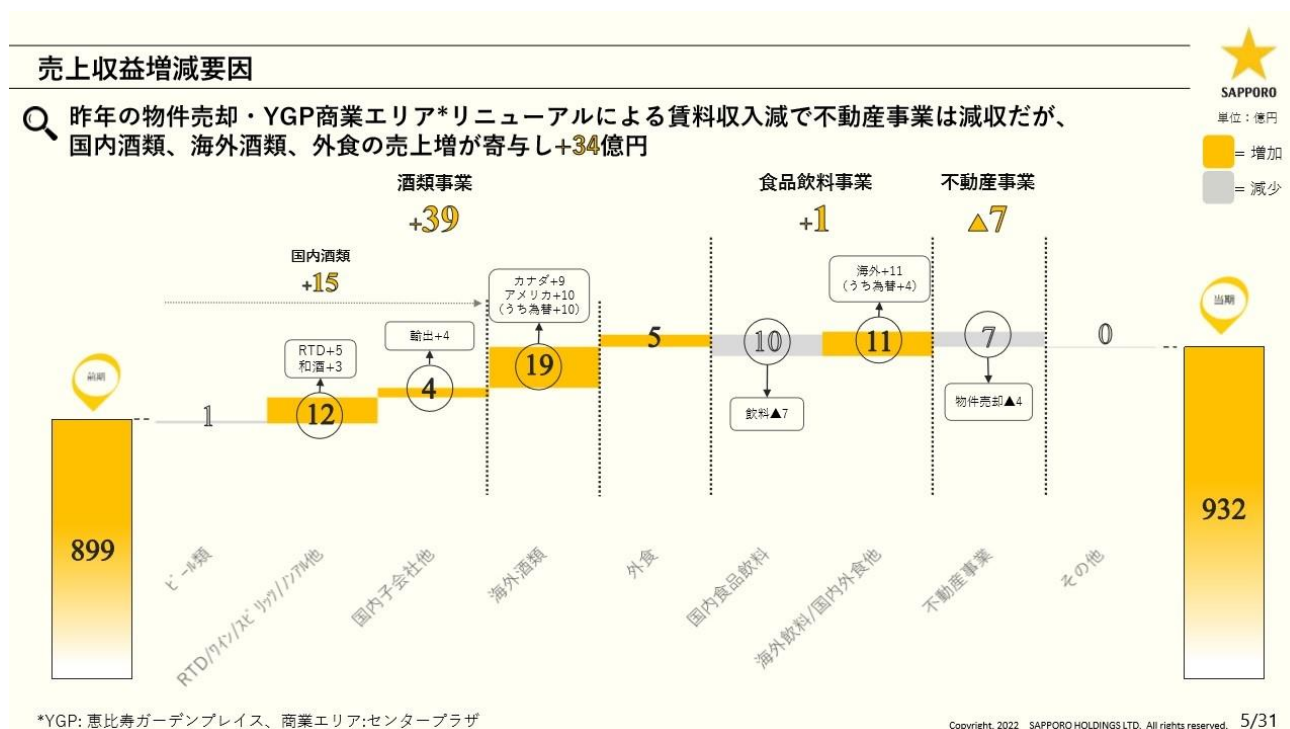 売上収益増減要因
SAPPORO
単位：億円
= 増加
= 減少
昨年の物件売却・YGP商業エリア*リニューアルによる賃料収入減で不動産事業は減収だが、
国内酒類、海外酒類、外食の売上増が寄与し+34億円
酒類事業
+39
食品飲料事業
+1
不動産事業
▲7
国内酒類
+15
前期
899
1
RTD+5
和酒+3
12
輸出+4
4
カナダ+9
アメリカ+10
(うち為替+10)
19
5
10
飲料▲7
海外+11
(うち為替+4)
11
7
物件売却▲4
0
当期
932
ﾋﾞｰﾙ類
RTD/ﾜｲﾝ/ｽﾋﾟﾘｯﾂ/ﾉﾝｱﾙ他
国内子会社他
海外酒類
外食
国内食品飲料
海外飲料/国内外食他
不動産事業
その他
*YGP: 恵比寿ガーデンプレイス、商業エリア:センタープラザ
Copyright, 2022 SAPPORO HOLDINGS LTD. All rights reserved. 5/31